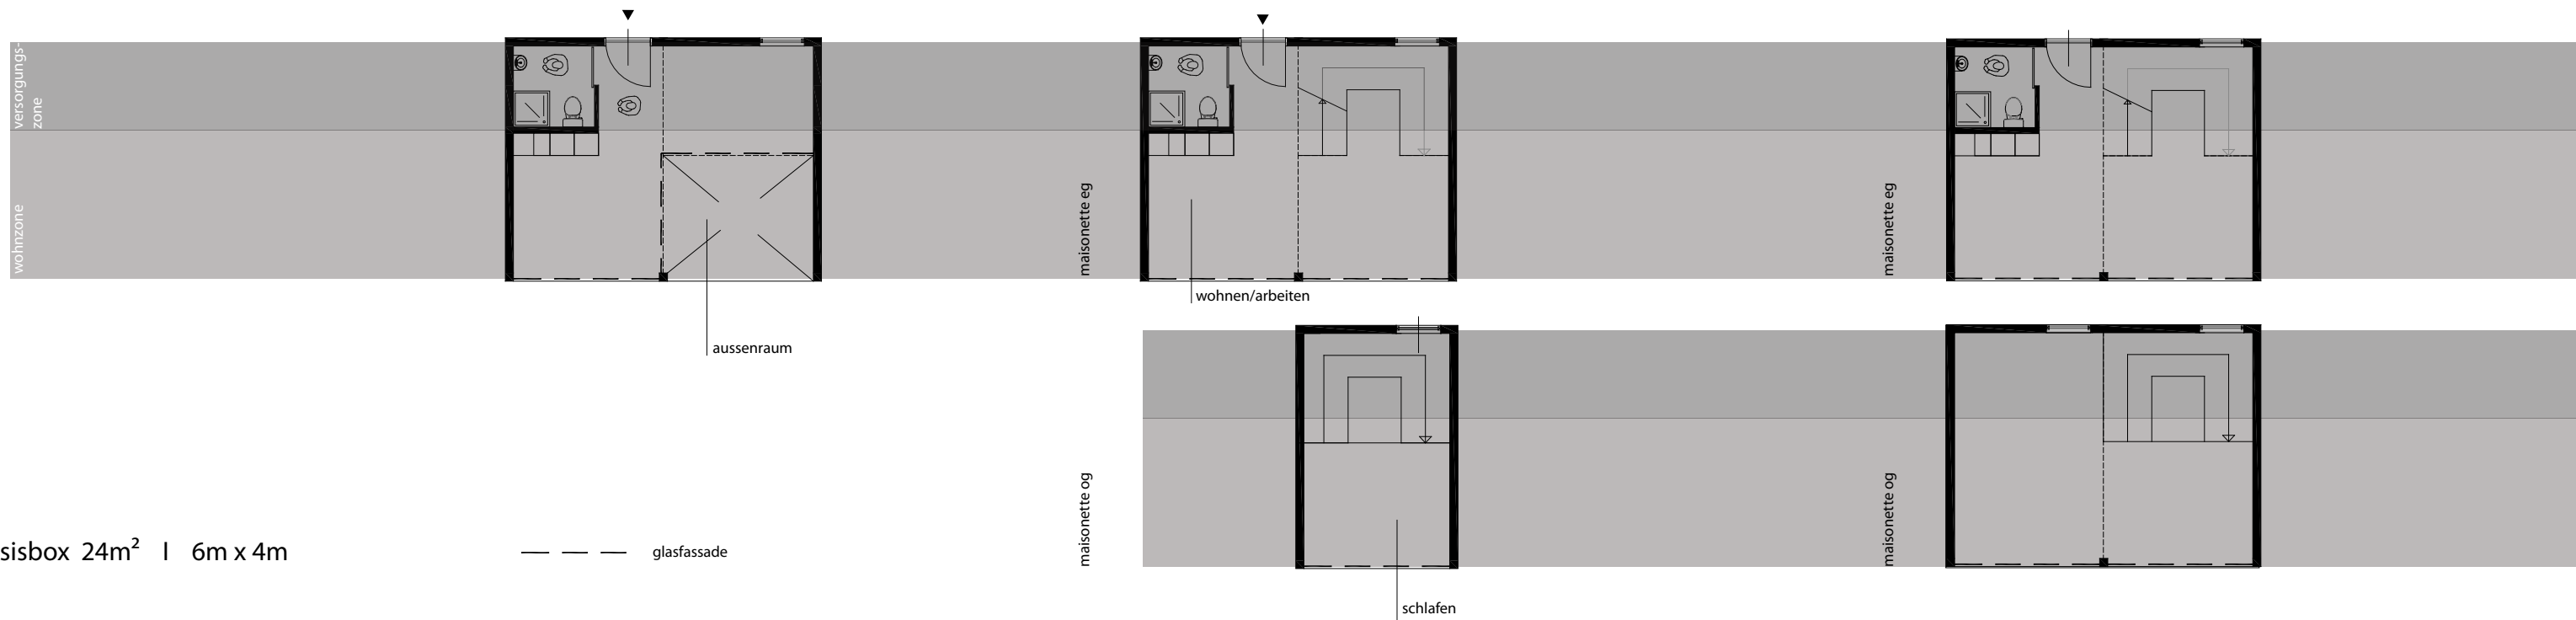 versorgungs-
zone
wohnzone
aussenraum
maisonette eg
wohnen/arbeiten
maisonette eg
maisonette og
schlafen
maisonette og
sisbox 24m² I 6m x 4m
glasfassade